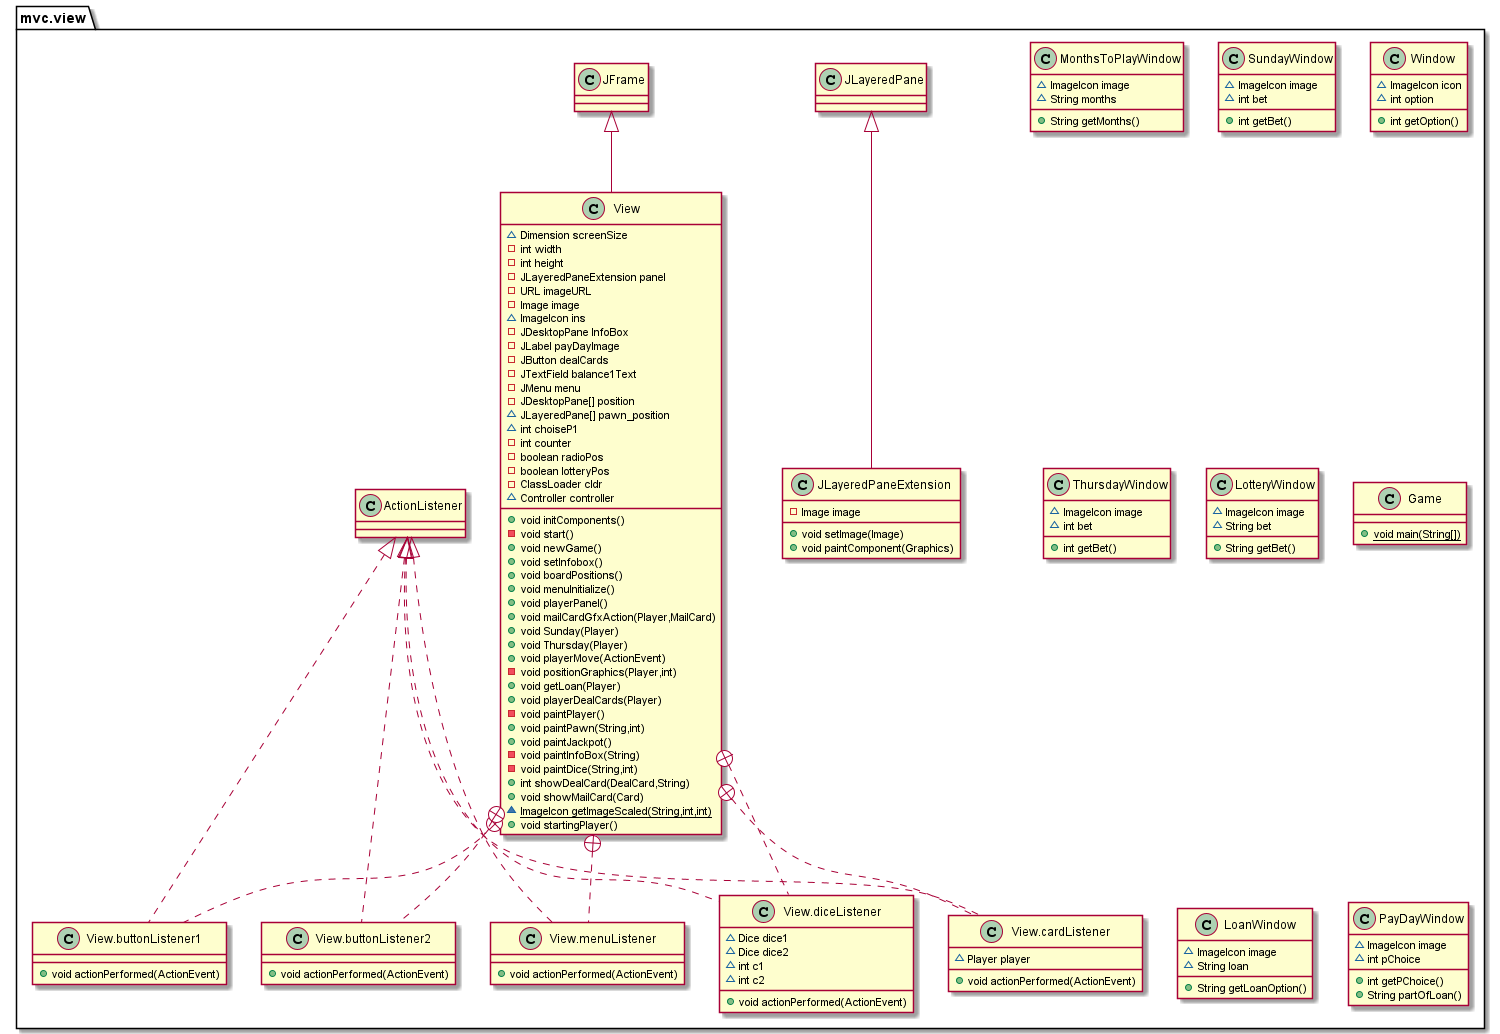 mvc.view
C JFrame
C JLayeredPane
C MonthsToPlayWindow
ImageIcon image
String months
String getMonths()
C SundayWindow
ImageIcon image
int bet
int getBet()
C Window
ImageIcon icon
int option
int getOption()
C View
Dimension screenSize
int width
int height
JLayeredPaneExtension panel
URL imageURL
Image image
ImageIcon ins
JDesktopPane InfoBox
JLabel payDayImage
JButton dealCards
JTextField balance1Text
JMenu menu
JDesktopPane[] position
JLayeredPane[] pawn_position
int choiseP1
int counter
boolean radioPos
boolean lotteryPos
ClassLoader cldr
Controller controller
void initComponents()
void start()
void newGame()
void setInfobox()
void boardPositions()
void menuInitialize()
void playerPanel()
void mailCardGfxAction(Player,MailCard)
void Sunday(Player)
void Thursday(Player)
void playerMove(ActionEvent)
void positionGraphics(Player,int)
void getLoan(Player)
void playerDealCards(Player)
void paintPlayer()
void paintPawn(String,int)
void paintJackpot()
void paintInfoBox(String)
void paintDice(String,int)
int showDealCard(DealCard,String)
void showMailCard(Card)
ImageIcon getImageScaled(String,int,int)
void startingPlayer()
C ActionListener
C JLayeredPaneExtension
Image image
void setImage(Image)
void paintComponent(Graphics)
C ThursdayWindow
ImageIcon image
int bet
int getBet()
C LotteryWindow
ImageIcon image
String bet
String getBet()
C Game
void main(String[])
C View.buttonListener1
void actionPerformed(ActionEvent)
C View.buttonListener2
void actionPerformed(ActionEvent)
C View.menuListener
void actionPerformed(ActionEvent)
C View.diceListener
Dice dice1
Dice dice2
int c1
int c2
void actionPerformed(ActionEvent)
C View.cardListener
Player player
void actionPerformed(ActionEvent)
C LoanWindow
ImageIcon image
String loan
String getLoanOption()
C PayDayWindow
ImageIcon image
int pChoice
int getPChoice()
String partOfLoan()